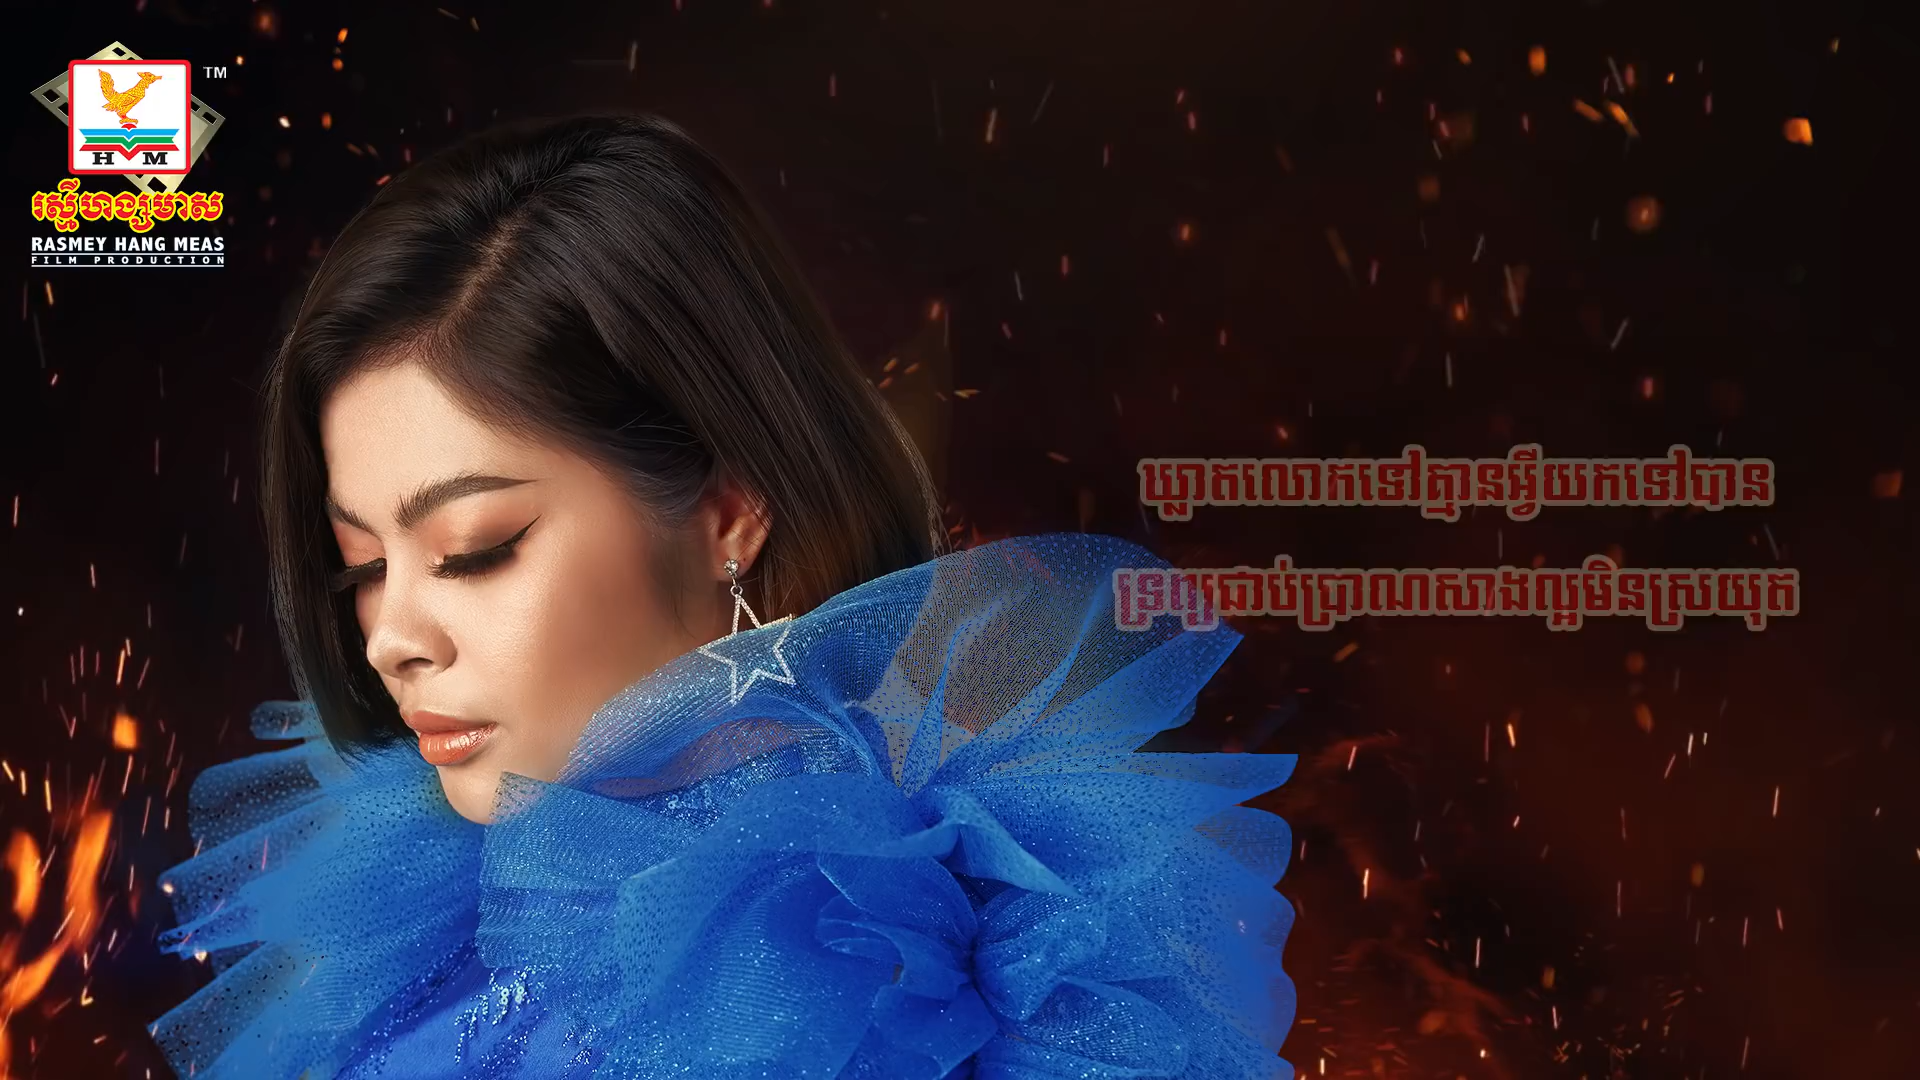 TM
H M
រស្មីហង្សមាស
RASMEY HANG MEAS
FILM PRODUCTION
ឃ្លាតលោកទៅគ្មានអ្វីយកទៅបាន
ទ្រព្យជាប់ប្រាណសាងល្អមិនស្រយុត